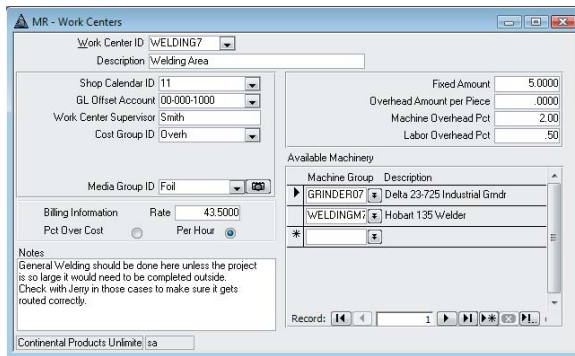 MR - Work Centers
Work Center ID WELDING7
Description Welding Area
Shop Calendar ID 11
GL Offset Account 00-000-1000
Work Center Supervisor Smith
Cost Group ID Overh
Media Group ID Foil
Billing Information Rate 43.5000
Pct Over Cost Per Hour
Notes
General Welding should be done here unless the project
is so large it would need to be completed outside.
Check with Jerry in those cases to make sure it gets
routed correctly.
Fixed Amount 5.0000
Overhead Amount per Piece .0000
Machine Overhead Pct 2.00
Labor Overhead Pct .50
Available Machinery
Machine Group Description
GRINDER07 Delta 23-725 Industrial Grndr
WELDINGM7 Hobart 135 Welder
Record: 1
Continental Products Unlimite sa